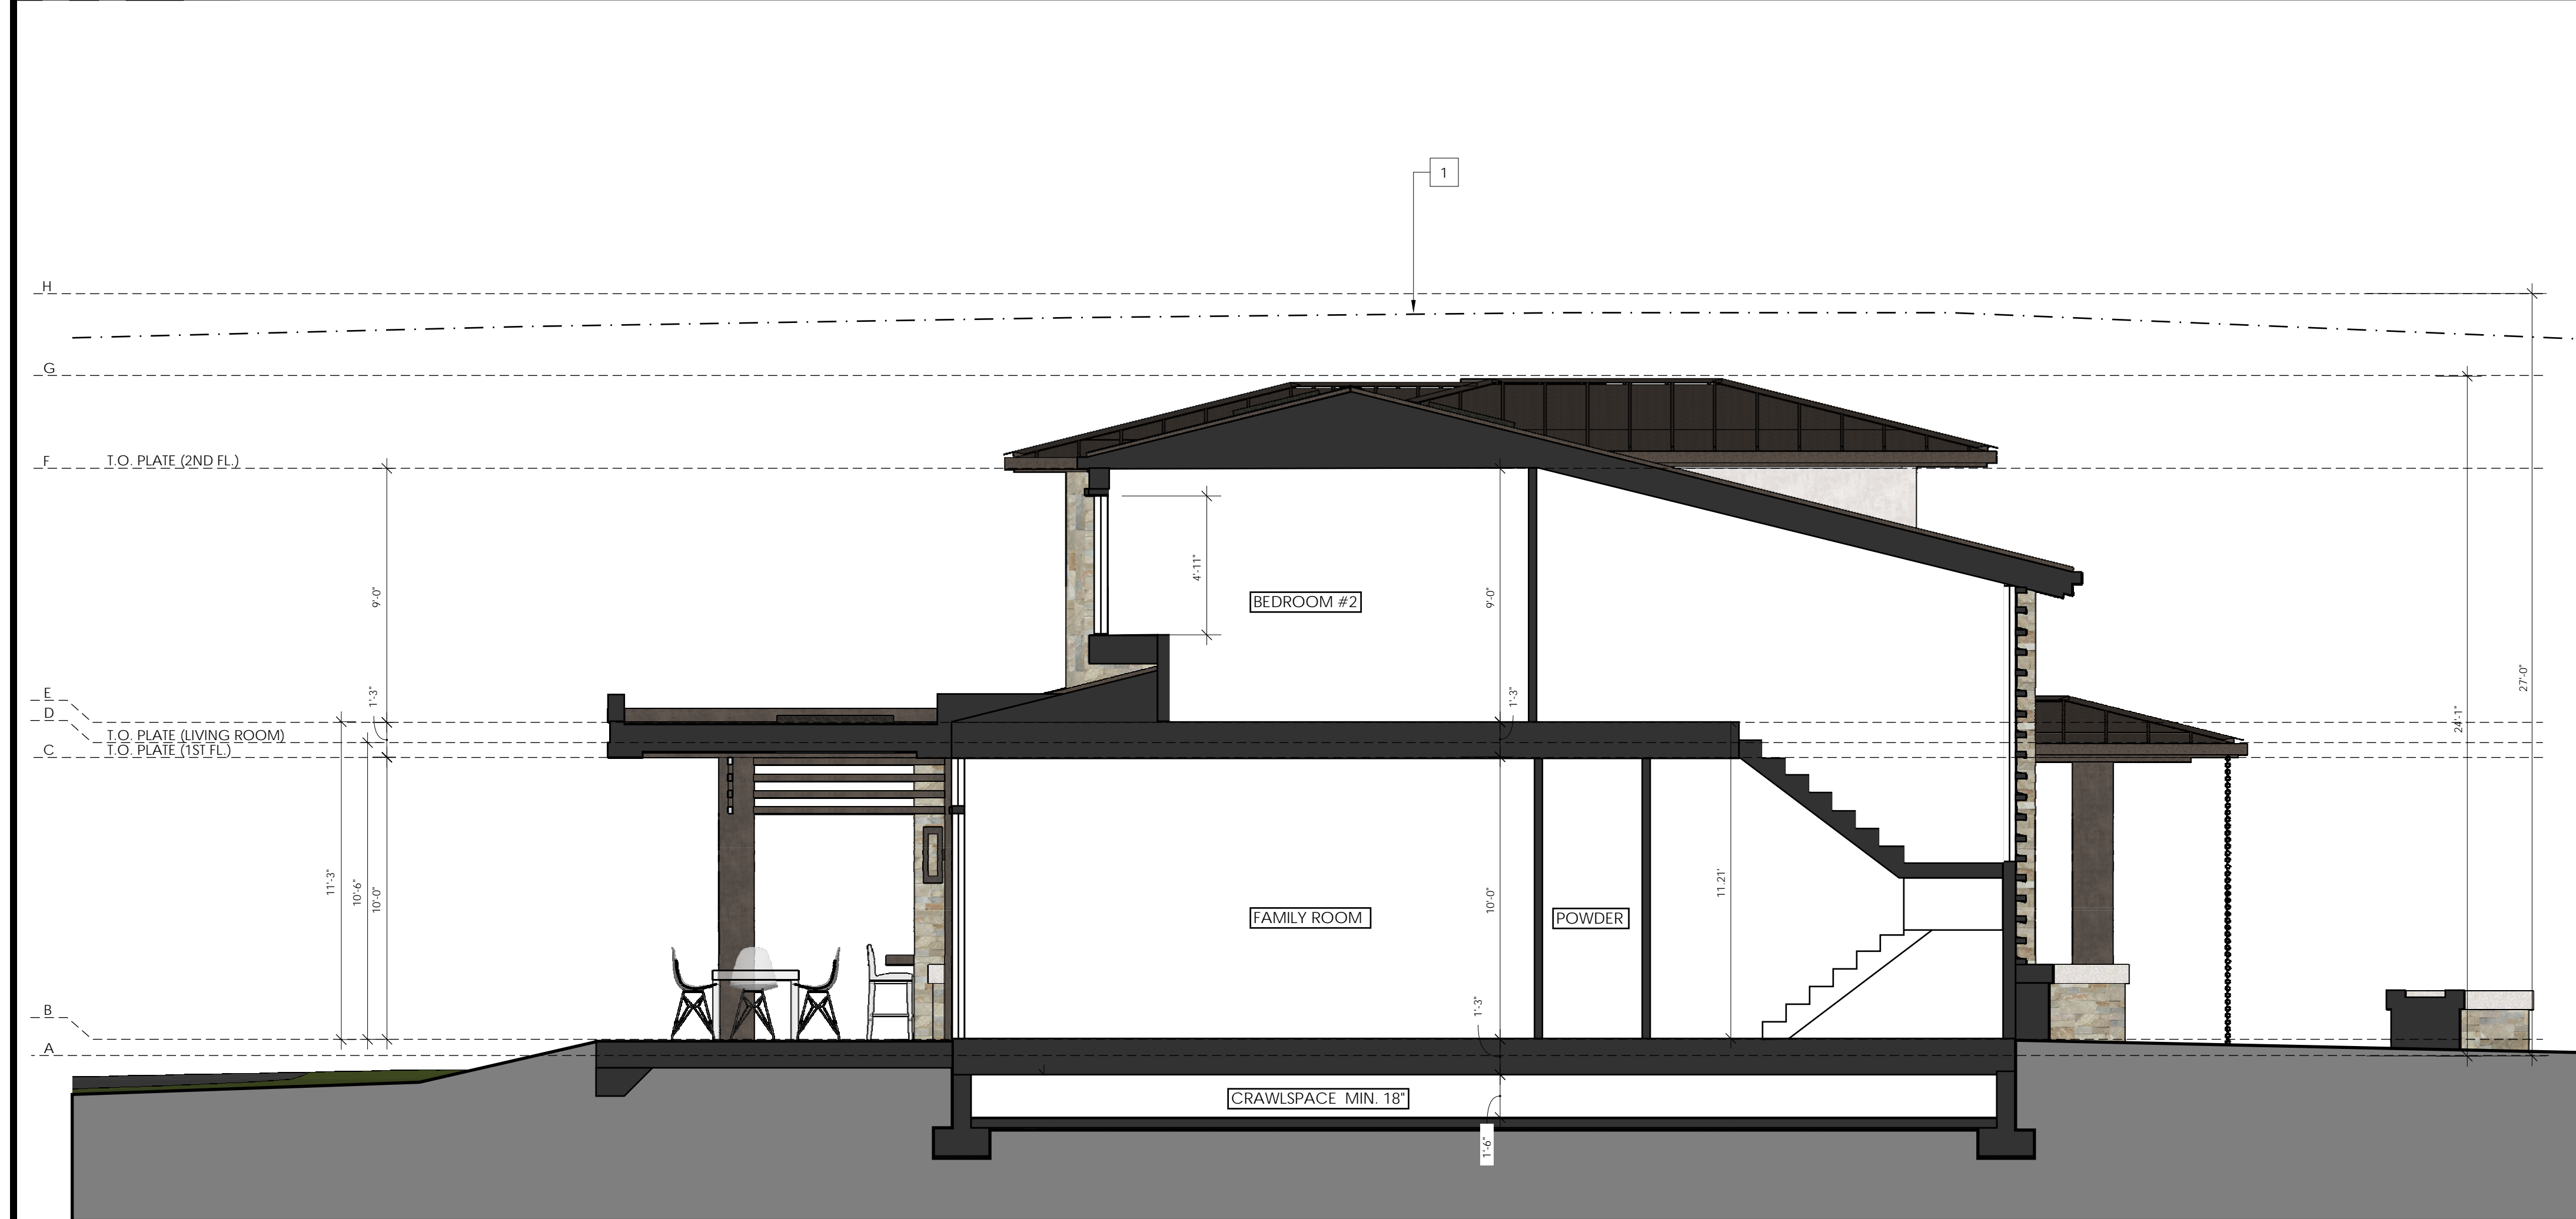 1
H
G
F T.O. PLATE (2ND FL.)
4'-11"
9'-0"
9'-0"
BEDROOM #2
27'-0"
24'-1"
E
1'-3"
1'-3"
D
T.O. PLATE (LIVING ROOM)
C T.O. PLATE (1ST FL.)
11'-3"
10'-6"
10'-0"
10'-0"
11.21'
FAMILY ROOM
POWDER
B
1'-3"
A
CRAWLSPACE MIN. 18"
1'-6"